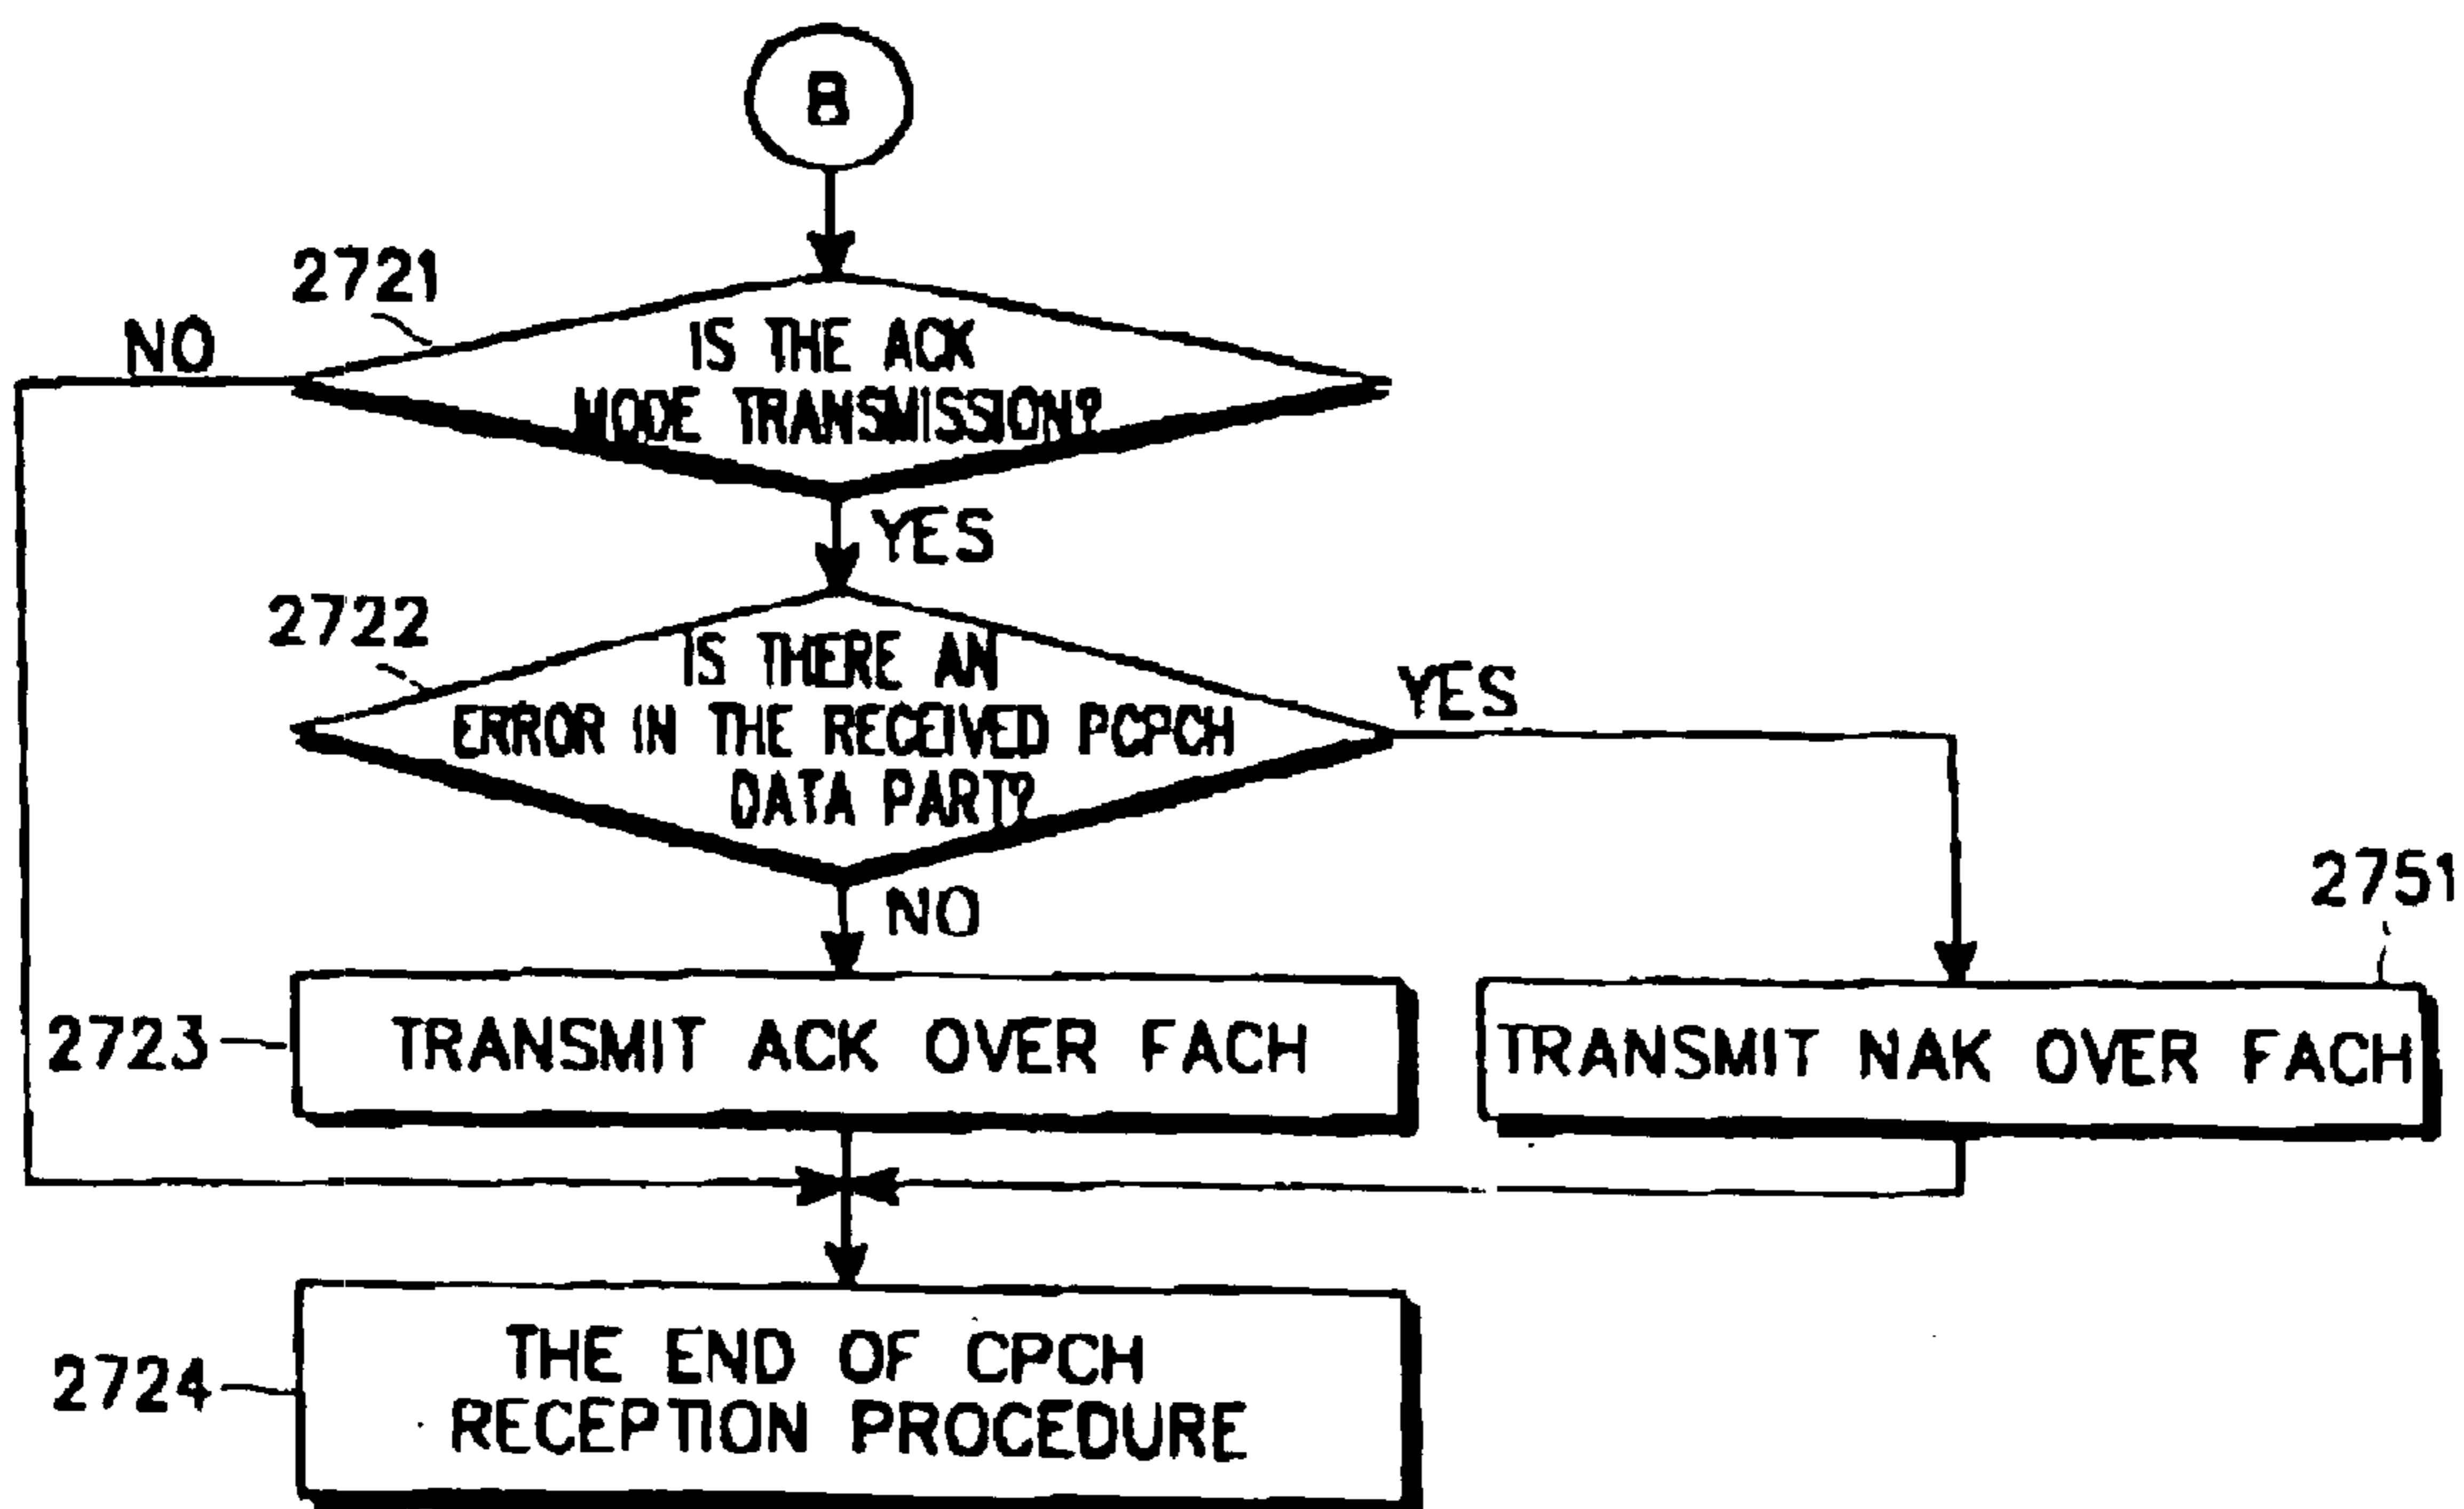 B
2721
NO
IS THE ACK
MODE TRANSMISSION?
YES
2722
IS THERE AN
ERROR IN THE RECEIVED PCPCH
DATA PART?
YES
NO
2751
2723
TRANSMIT ACK OVER FACH
TRANSMIT NAK OVER FACH
2724
THE END OF CPCH
RECEPTION PROCEDURE